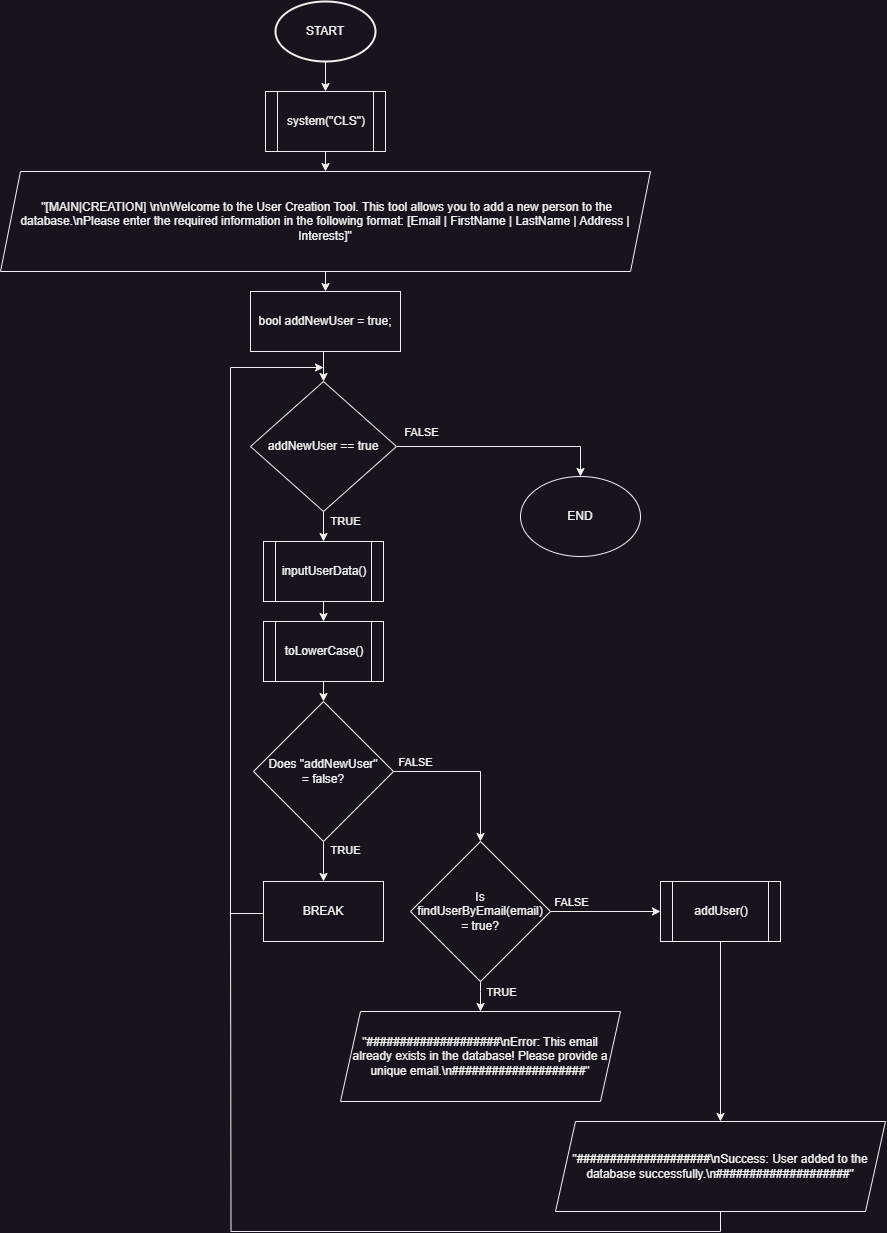 START
system("CLS")
"[MAIN|CREATION] \n\nWelcome to the User Creation Tool. This tool allows you to add a new person to the
database.\nPlease enter the required information in the following format: [Email | FirstName | LastName | Address |
Interests]"
bool addNewUser = true;
addNewUser == true
FALSE
END
TRUE
inputUserData()
toLowerCase()
Does "addNewUser"
= false?
FALSE
TRUE
BREAK
Is
findUserByEmail(email)
= true?
FALSE
addUser()
TRUE
"####################\nError: This email
already exists in the database! Please provide a
unique email.\n####################"
"####################\nSuccess: User added to the
database successfully.\n####################"